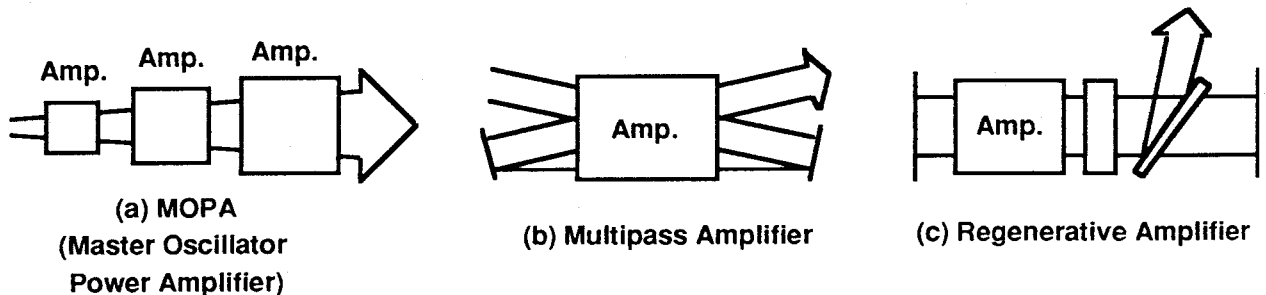 Amp.
Amp.
Amp.
(a) MOPA
(Master Oscillator
Power Amplifier)
Amp.
(b) Multipass Amplifier
Amp.
(c) Regenerative Amplifier